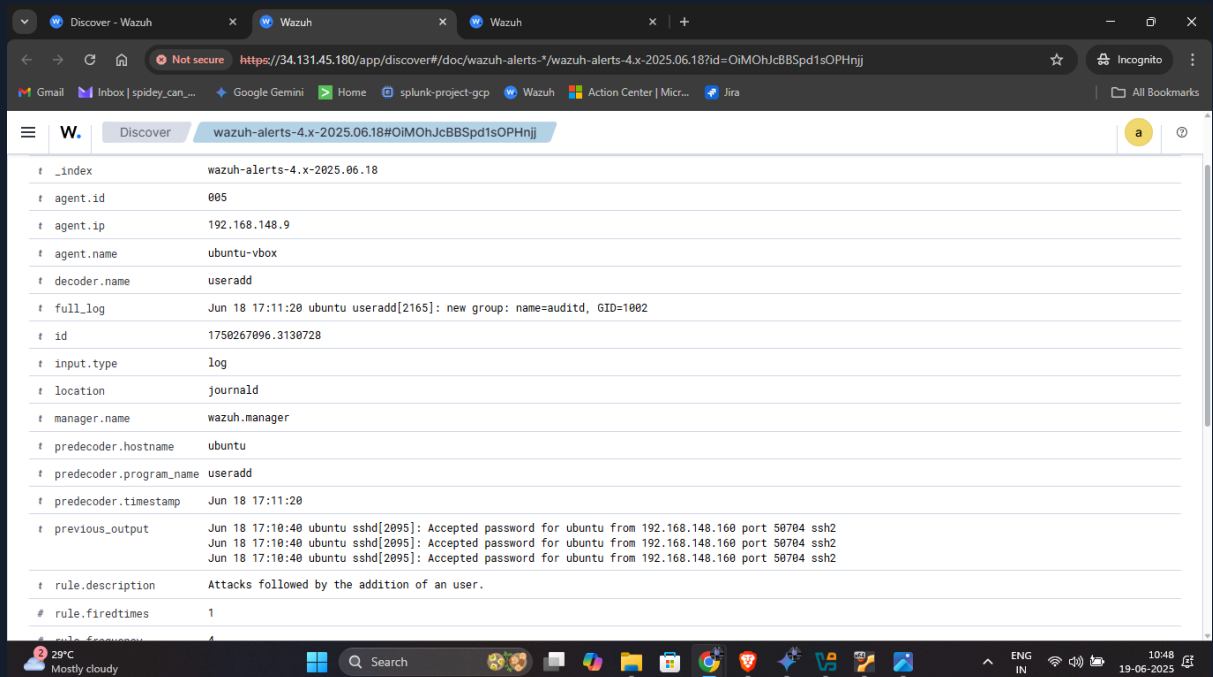 Discover - Wazuh
Wazuh
Wazuh
Not secure https://34.131.45.180/app/discover#/doc/wazuh-alerts-*/wazuh-alerts-4.x-2025.06.18?id=OiMOhJcBBSpd1sOPHnjj Incognito
Gmail Inbox | spidey_can_... Google Gemini Home splunk-project-gcp Wazuh Action Center | Micr... Jira All Bookmarks
W. Discover wazuh-alerts-4.x-2025.06.18#OiMOhJcBBSpd1sOPHnjj a
t _index wazuh-alerts-4.x-2025.06.18
t agent.id 005
t agent.ip 192.168.148.9
t agent.name ubuntu-vbox
t decoder.name useradd
t full_log Jun 18 17:11:20 ubuntu useradd[2165]: new group: name=auditd, GID=1002
t id 1750267096.3130728
t input.type log
t location journald
t manager.name wazuh.manager
t predecoder.hostname ubuntu
t predecoder.program_name useradd
t predecoder.timestamp Jun 18 17:11:20
t previous_output Jun 18 17:10:40 ubuntu sshd[2095]: Accepted password for ubuntu from 192.168.148.160 port 50704 ssh2
Jun 18 17:10:40 ubuntu sshd[2095]: Accepted password for ubuntu from 192.168.148.160 port 50704 ssh2
Jun 18 17:10:40 ubuntu sshd[2095]: Accepted password for ubuntu from 192.168.148.160 port 50704 ssh2
t rule.description Attacks followed by the addition of an user.
# rule.firedtimes 1
# rule.frequency 4
2 29°C
Mostly cloudy
Search
ENG
IN
10:48
19-06-2025